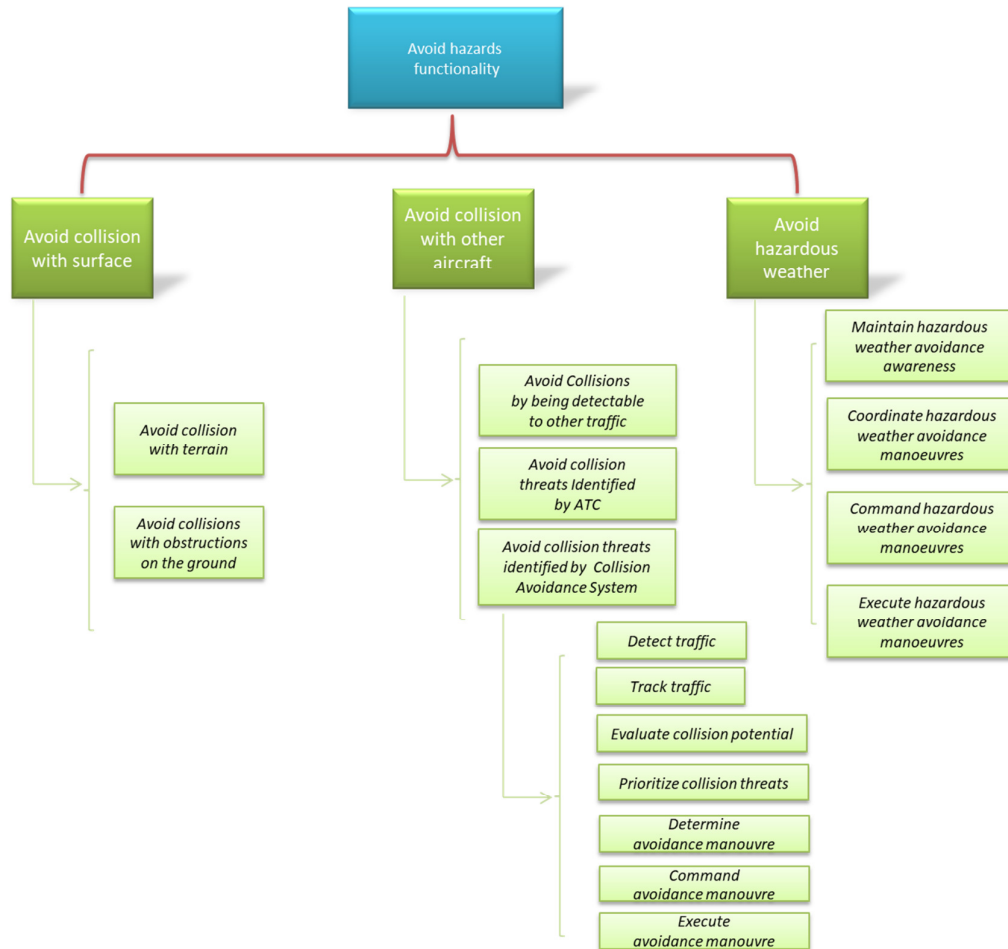 Avoid hazards
functionality
Avoid collision
with surface
Avoid collision
with other
aircraft
Avoid
hazardous
weather
Avoid collision
with terrain
Avoid collisions
with obstructions
on the ground
Avoid Collisions
by being detectable
to other traffic
Avoid collision
threats Identified
by ATC
Avoid collision threats
identified by Collision
Avoidance System
Detect traffic
Track traffic
Evaluate collision potential
Prioritize collision threats
Determine
avoidance manouvre
Command
avoidance manouvre
Execute
avoidance manouvre
Maintain hazardous
weather avoidance
awareness
Coordinate hazardous
weather avoidance
manoeuvres
Command hazardous
weather avoidance
manoeuvres
Execute hazardous
weather avoidance
manoeuvres